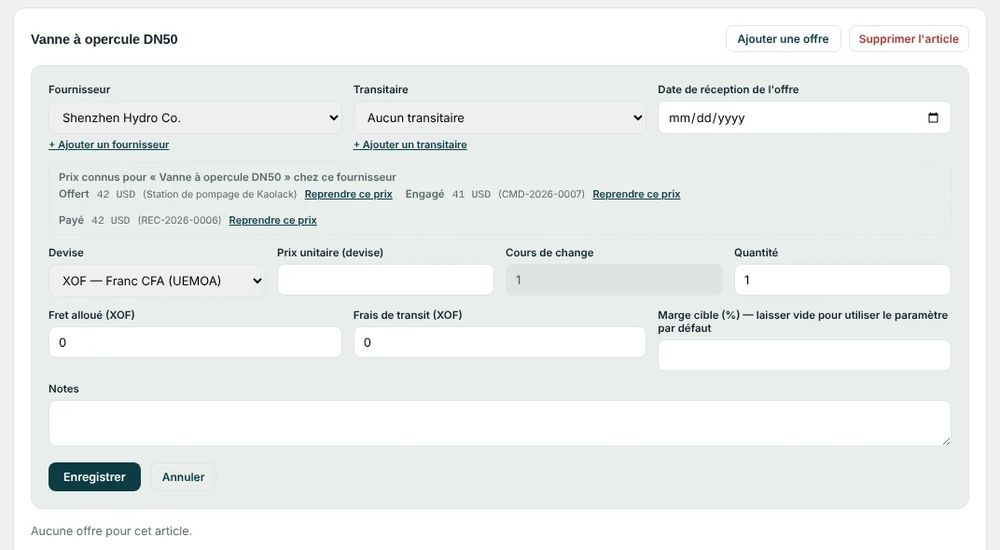 Vanne à opercule DN50
Ajouter une offre
Supprimer l'article
Fournisseur
Transitaire
Date de réception de l'offre
Shenzhen Hydro Co.
Aucun transitaire
mm/dd/yyyy
+ Ajouter un fournisseur
+ Ajouter un transitaire
Prix connus pour « Vanne à opercule DN50 » chez ce fournisseur
Offert 42 USD (Station de pompage de Kaolack) Reprendre ce prix Engagé 41 USD (CMD-2026-0007) Reprendre ce prix
Payé 42 USD (REC-2026-0006) Reprendre ce prix
Devise
Prix unitaire (devise)
Cours de change
Quantité
XOF — Franc CFA (UEMOA)
1
1
Fret alloué (XOF)
Frais de transit (XOF)
Marge cible (%) — laisser vide pour utiliser le paramètre
par défaut
0
0
Notes
Enregistrer
Annuler
Aucune offre pour cet article.